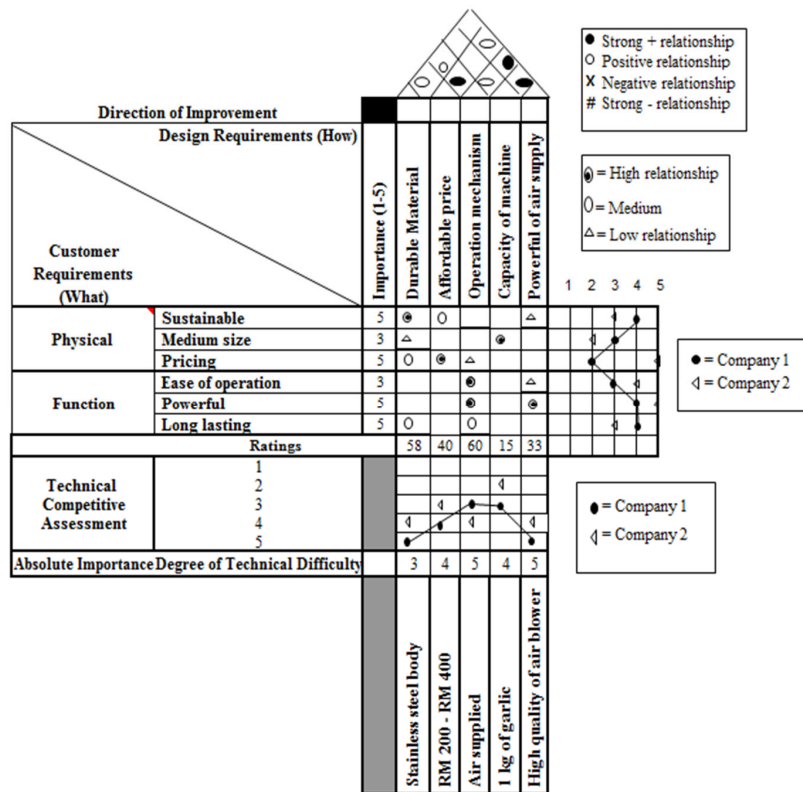 Strong + relationship
Positive relationship
X Negative relationship
# Strong - relationship
Direction of Improvement
Design Requirements (How)
Customer
Requirements
(What)
Importance (1-5)
Durable Material
Affordable price
Operation mechanism
Capacity of machine
Powerful of air supply
= High relationship
= Medium
= Low relationship
1 2 3 4 5
Physical
Sustainable 5
Medium size 3
Pricing 5
Function
Ease of operation 3
Powerful 5
Long lasting 5
= Company 1
= Company 2
Ratings 58 40 60 15 33
Technical
Competitive
Assessment
1
2
3
4
5
= Company 1
= Company 2
Absolute Importance Degree of Technical Difficulty 3 4 5 4 5
Stainless steel body
RM 200 - RM 400
Air supplied
1 kg of garlic
High quality of air blower